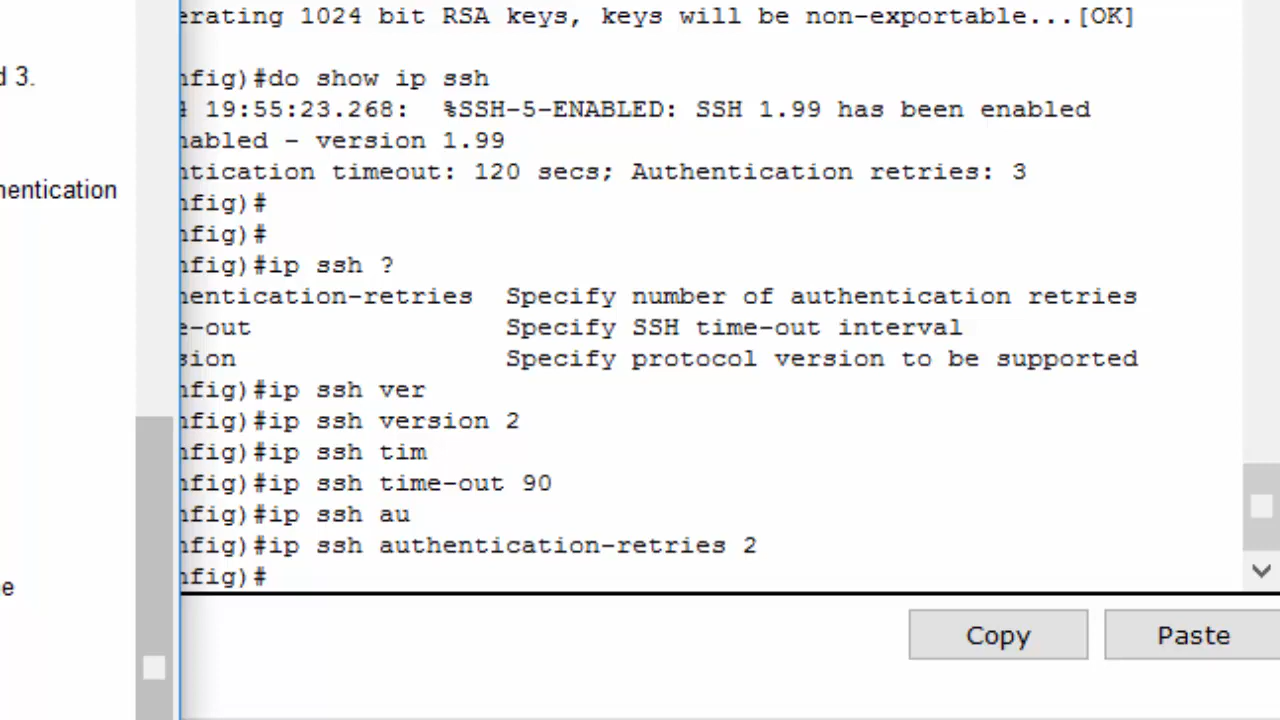 erating 1024 bit RSA keys, keys will be non-exportable...[OK]
d 3.
nfig)#do show ip ssh
4 19:55:23.268:  %SSH-5-ENABLED: SSH 1.99 has been enabled
nabled - version 1.99
ntication timeout: 120 secs; Authentication retries: 3
hentication
nfig)#
nfig)#
nfig)#ip ssh ?
hentication-retries  Specify number of authentication retries
e-out                Specify SSH time-out interval
sion                 Specify protocol version to be supported
nfig)#ip ssh ver
nfig)#ip ssh version 2
nfig)#ip ssh tim
nfig)#ip ssh time-out 90
nfig)#ip ssh au
nfig)#ip ssh authentication-retries 2
nfig)#
e
Copy
Paste